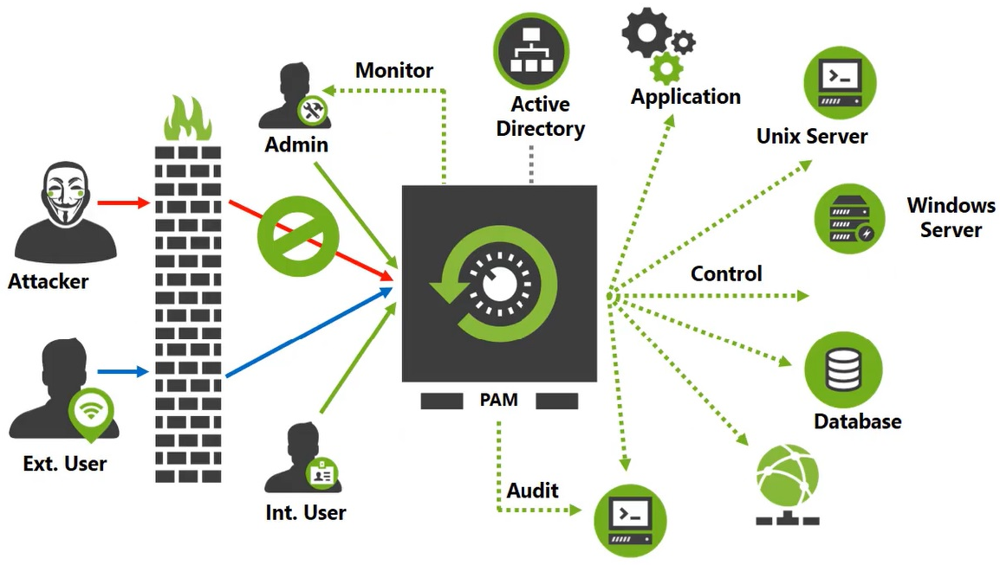 Monitor
Admin
Active
Directory
Application
Unix Server
Attacker
Windows
Server
Control
Ext. User
Int. User
PAM
Audit
Database